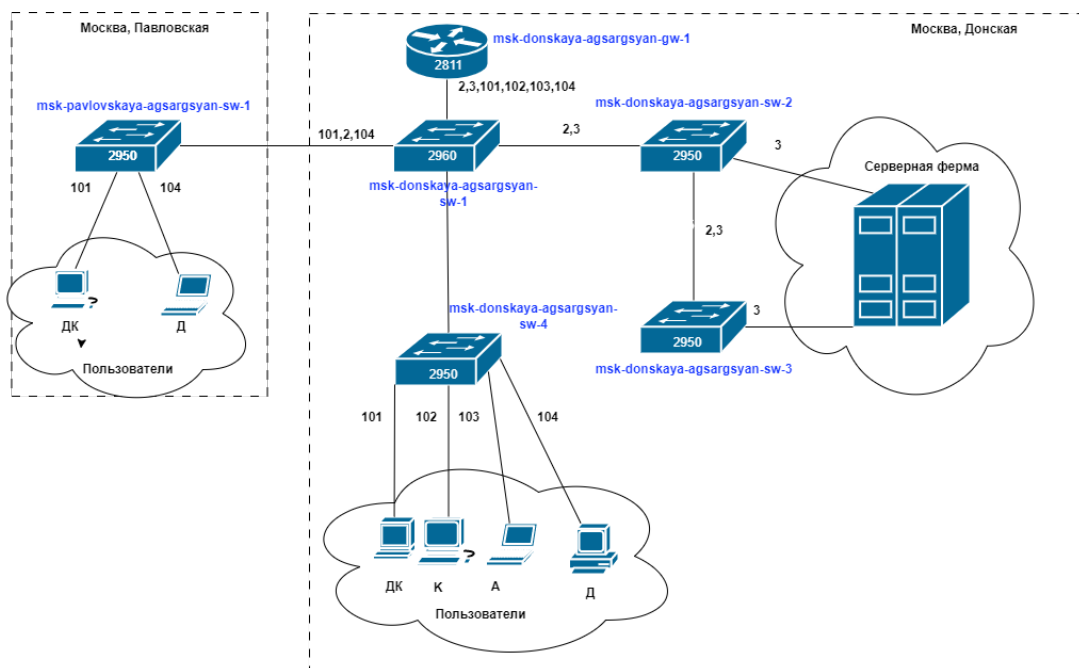 Москва, Павловская
Москва, Донская
msk-donskaya-agsargsyan-gw-1
2811
2,3,101,102,103,104
msk-pavlovskaya-agsargsyan-sw-1
msk-donskaya-agsargsyan-sw-2
2950
101,2,104
2960
2,3
2950
3
msk-donskaya-agsargsyan-
sw-1
Серверная ферма
101
104
2,3
ДК
?
Д
Пользователи
msk-donskaya-agsargsyan-
sw-4
2950
2950
3
msk-donskaya-agsargsyan-sw-3
101
102
103
104
ДК
К
?
А
Д
Пользователи